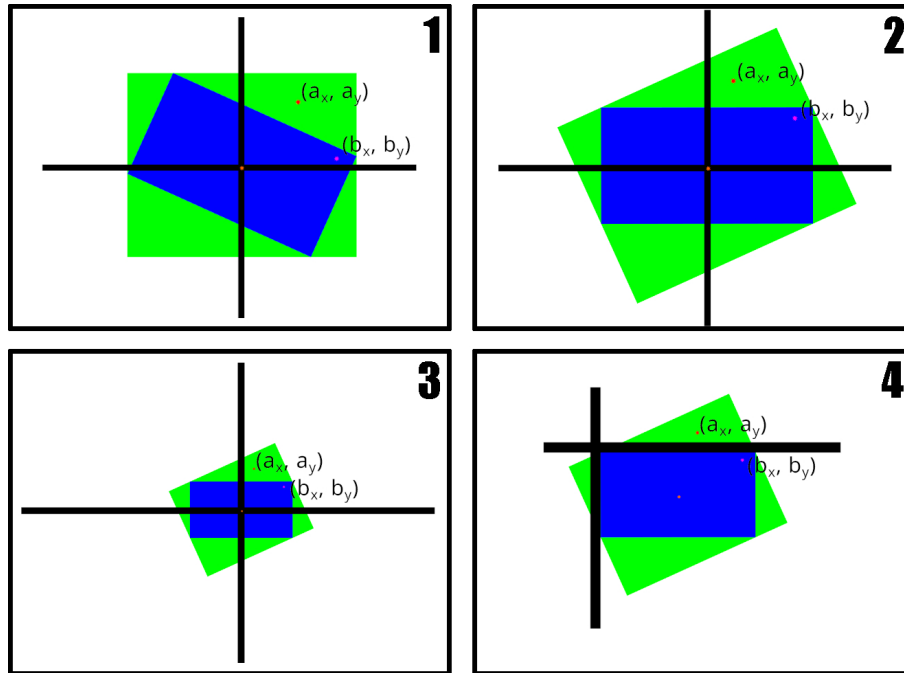 1
(a_x, a_y)
(b_x, b_y)
2
(a_x, a_y)
(b_x, b_y)
3
(a_x, a_y)
(b_x, b_y)
4
(a_x, a_y)
(b_x, b_y)